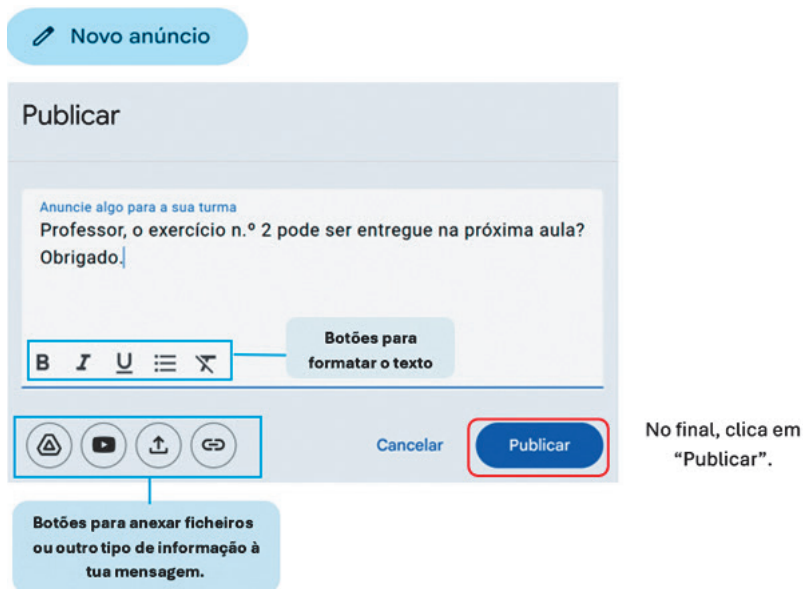 Novo anúncio
Publicar
Anuncie algo para a sua turma
Professor, o exercício n.º 2 pode ser entregue na próxima aula?
Obrigado.
Botões para
formatar o texto
B I U
Cancelar
Publicar
No final, clica em
“Publicar”.
Botões para anexar ficheiros
ou outro tipo de informação à
tua mensagem.